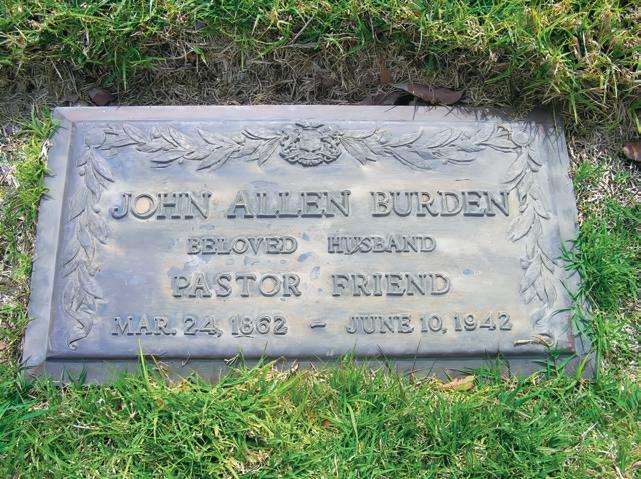 JOHN ALLEN BURDEN
BELOVED HUSBAND
PASTOR FRIEND
MAR. 24, 1862 – JUNE 10, 1942